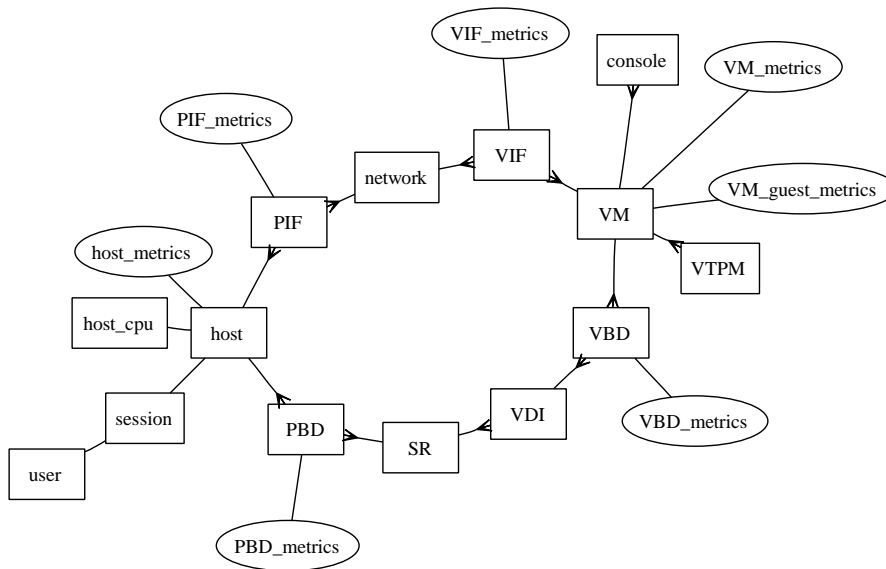 VIF_metrics
console
VM_metrics
PIF_metrics
VIF
network
VM_guest_metrics
VM
PIF
host_metrics
VTPM
host_cpu
host
VBD
session
VDI
VBD_metrics
PBD
SR
user
PBD_metrics